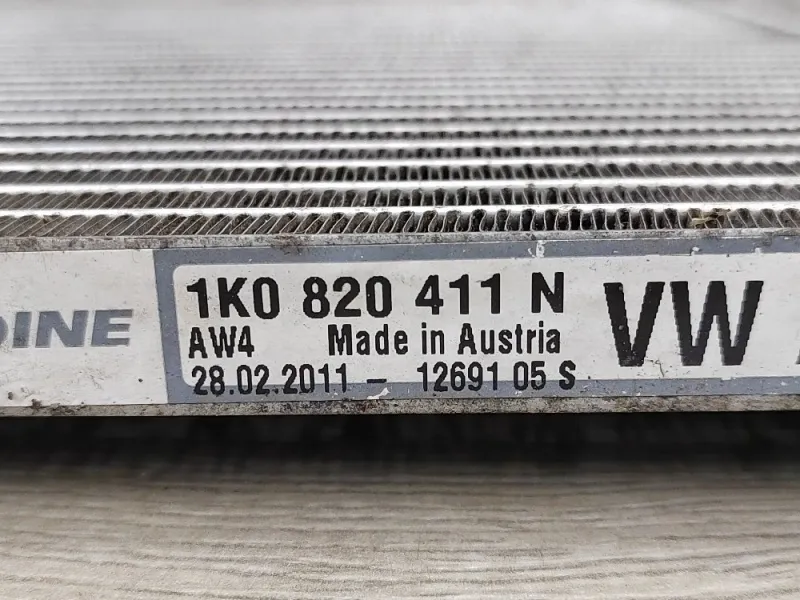 DINE
1K0 820 411 N
AW4 Made in Austria
28.02.2011 - 12691 05 S
VW